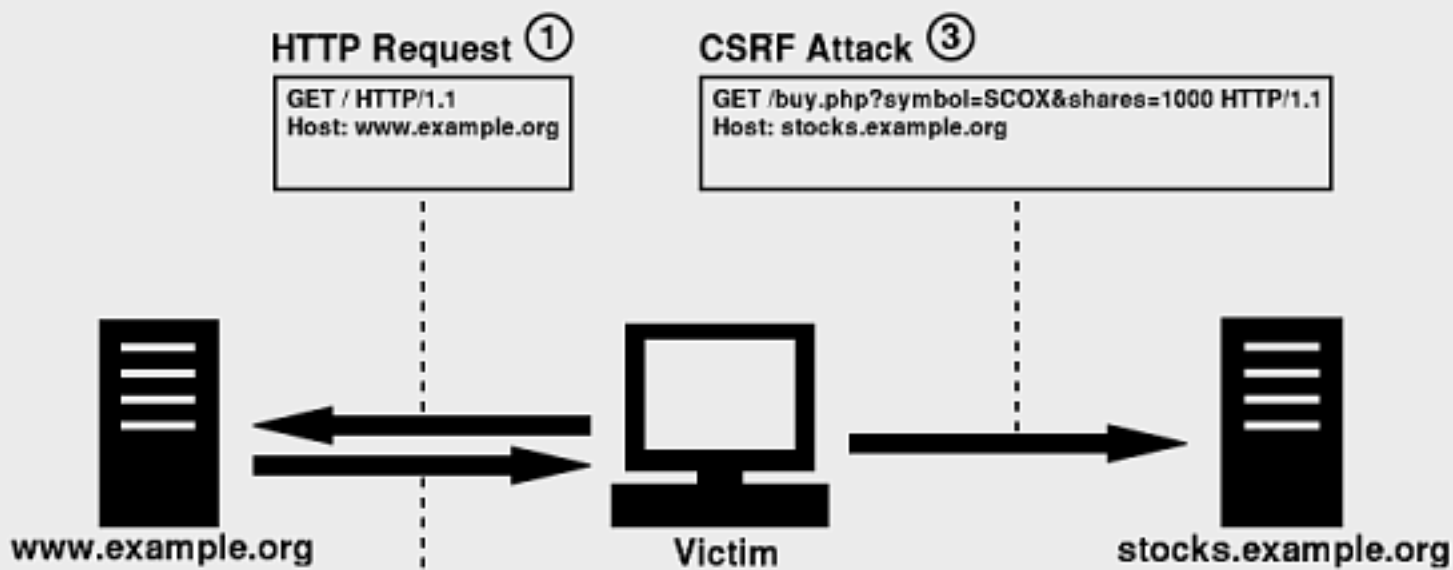 HTTP Request 1
GET / HTTP/1.1
Host: www.example.org
CSRF Attack 3
GET /buy.php?symbol=SCOX&shares=1000 HTTP/1.1
Host: stocks.example.org
www.example.org
Victim
stocks.example.org